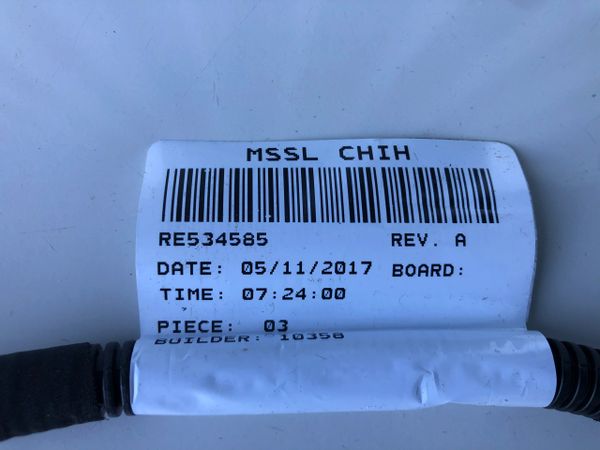 MSSL CHIH
RE534585 REV. A
DATE: 05/11/2017 BOARD:
TIME: 07:24:00
PIECE: 03
BUILDER: 10358